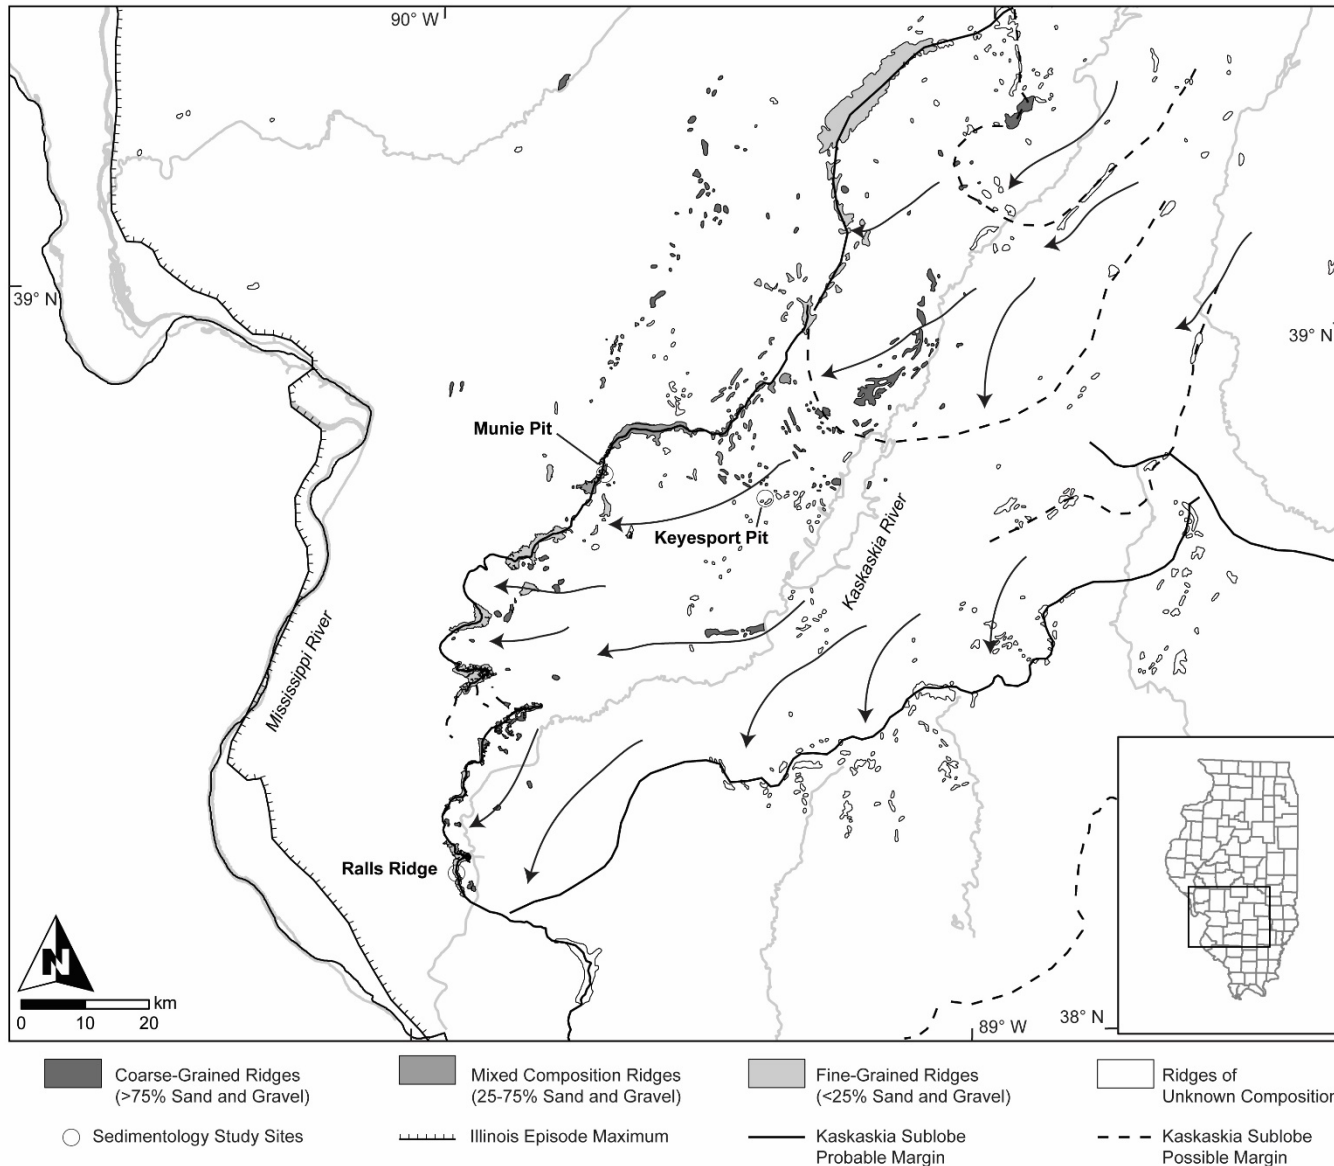 90° W
39° N
39° N
Munie Pit
Keyesport Pit
Kaskaskia River
Mississippi River
Ralls Ridge
N
km
0 10 20
89° W
38° N
Coarse-Grained Ridges
(>75% Sand and Gravel)
Mixed Composition Ridges
(25-75% Sand and Gravel)
Fine-Grained Ridges
(<25% Sand and Gravel)
Ridges of
Unknown Composition
Sedimentology Study Sites
Illinois Episode Maximum
Kaskaskia Sublobe
Probable Margin
Kaskaskia Sublobe
Possible Margin